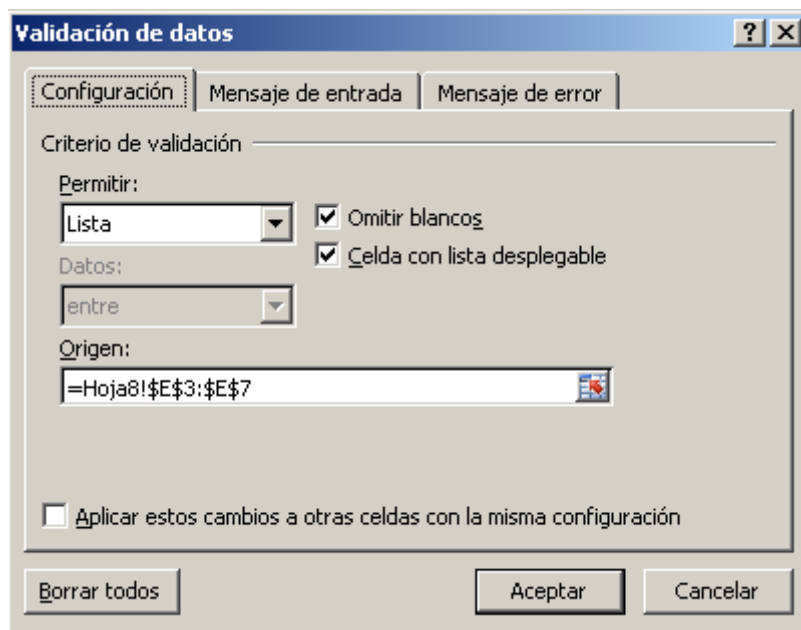 Validación de datos
Configuración Mensaje de entrada Mensaje de error
Criterio de validación
Permitir:
Lista
Omitir blancos
Celda con lista desplegable
Datos:
entre
Origen:
=Hoja8!$E$3:$E$7
Aplicar estos cambios a otras celdas con la misma configuración
Borrar todos Aceptar Cancelar